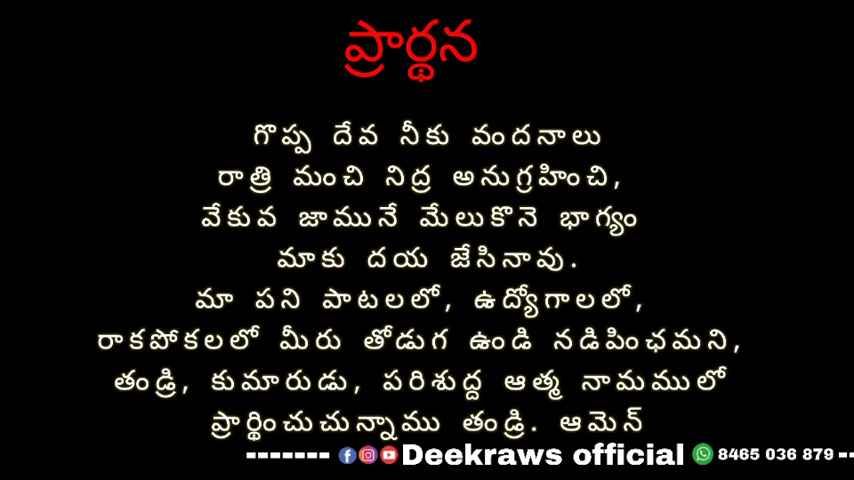 ప్రార్థన
గొప్ప దేవ నీకు వందనాలు
రాత్రి మంచి నిద్ర అనుగ్రహించి,
వేకువ జామునే మేలుకొనె భాగ్యం
మాకు దయ జేసినావు.
మా పని పాటలలో, ఉద్యోగాలలో,
రాకపోకలలో మీరు తోడుగ ఉండి నడిపింఛమని,
తండ్రి, కుమారుడు, పరిశుద్ద ఆత్మ నామములో
ప్రార్థించుచున్నాము తండ్రి. ఆమెన్
------- Deekraws official 8465 036 879 --